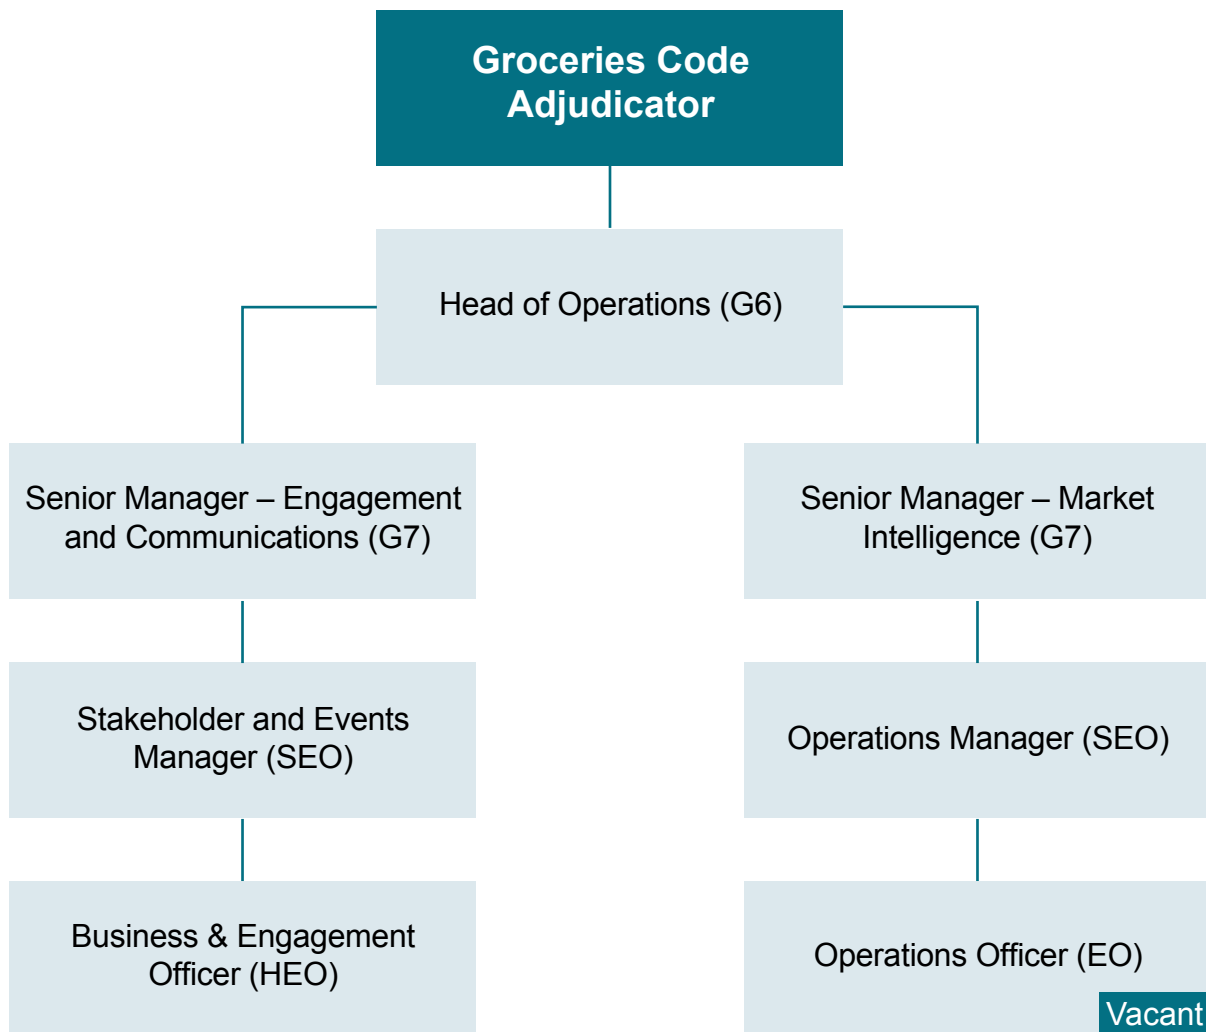 Groceries Code
Adjudicator
Head of Operations (G6)
Senior Manager – Engagement
and Communications (G7)
Senior Manager – Market
Intelligence (G7)
Stakeholder and Events
Manager (SEO)
Operations Manager (SEO)
Business & Engagement
Officer (HEO)
Operations Officer (EO)
Vacant